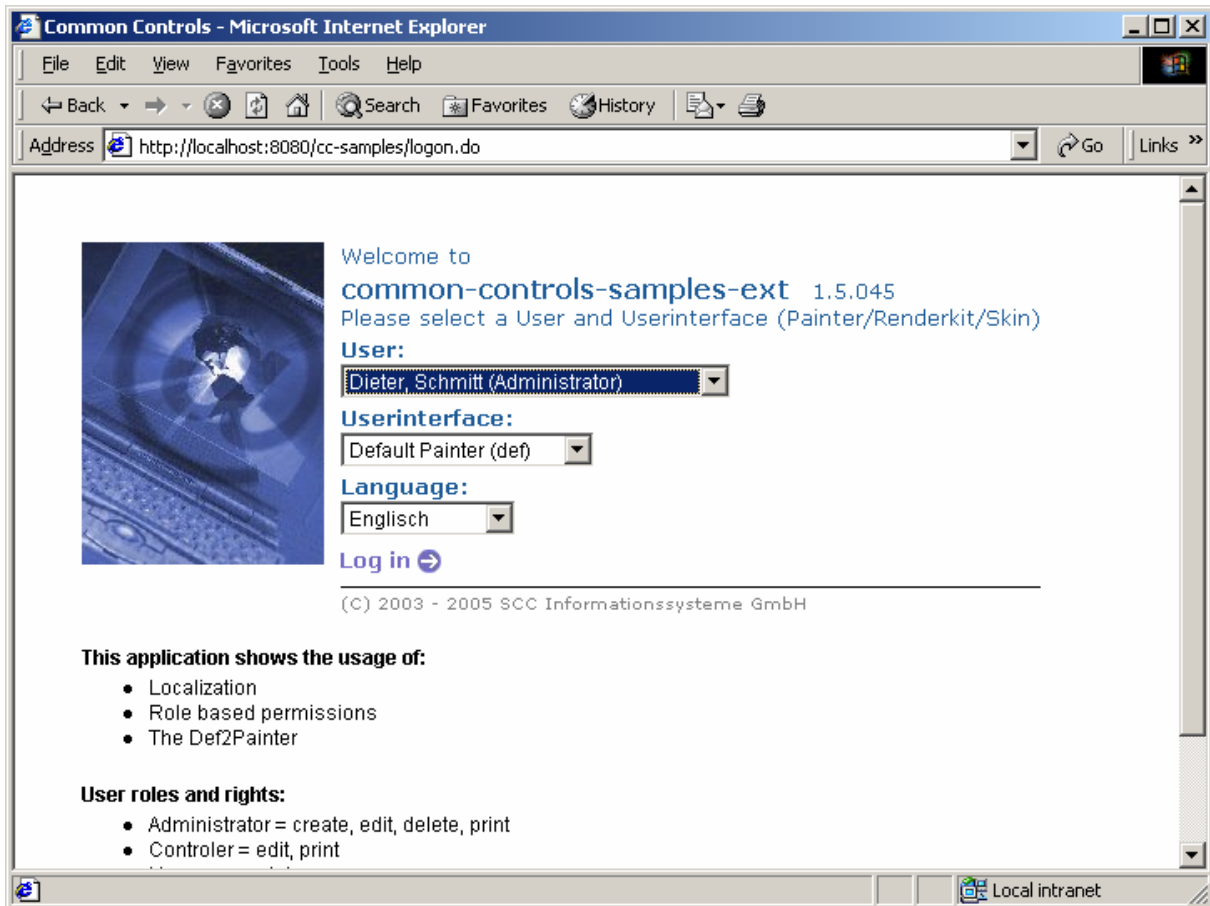 Common Controls - Microsoft Internet Explorer
File Edit View Favorites Tools Help
Back Search Favorites History
Address http://localhost:8080/cc-samples/logon.do Go Links »
Welcome to
common-controls-samples-ext 1.5.045
Please select a User and Userinterface (Painter/Renderkit/Skin)
User:
Dieter, Schmitt (Administrator)
Userinterface:
Default Painter (def)
Language:
Englisch
Log in
(C) 2003 - 2005 SCC Informationssysteme GmbH
This application shows the usage of:
• Localization
• Role based permissions
• The Def2Painter
User roles and rights:
• Administrator = create, edit, delete, print
• Controler = edit, print
Local intranet